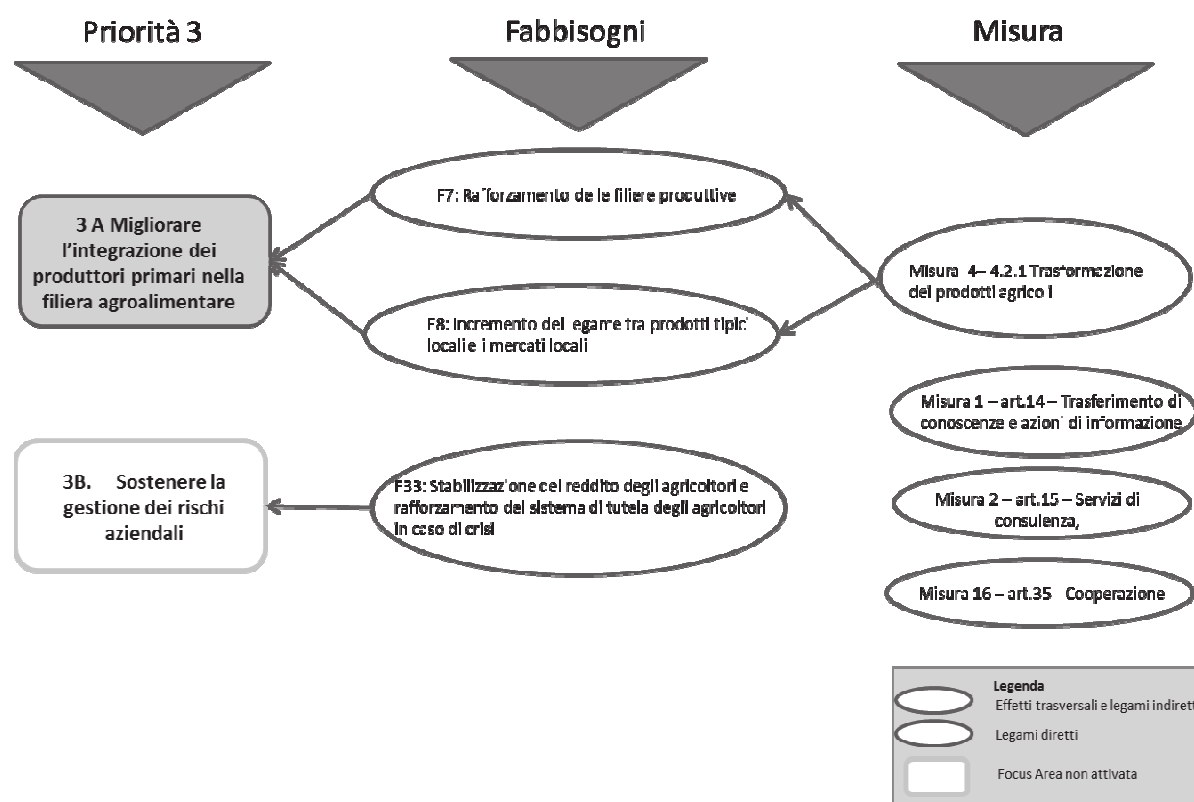 Priorità 3
Fabbisogni
Misura
3 A Migliorare
l’integrazione dei
produttori primari nella
filiera agroalimentare
F7: Rafforzamento delle filiere produttive
F8: Incremento del legame tra prodotti tipici
locali e i mercati locali
Misura 4– 4.2.1 Trasformazione
dei prodotti agricoli
Misura 1 – art.14 – Trasferimento di
conoscenze e azioni di informazione
Misura 2 – art.15 – Servizi di
consulenza,
Misura 16 – art.35 Cooperazione
3B. Sostenere la
gestione dei rischi
aziendali
F33: Stabilizzazione del reddito degli agricoltori e
rafforzamento del sistema di tutela degli agricoltori
in caso di crisi
Legenda
Effetti trasversali e legami indirett
Legami diretti
Focus Area non attivata